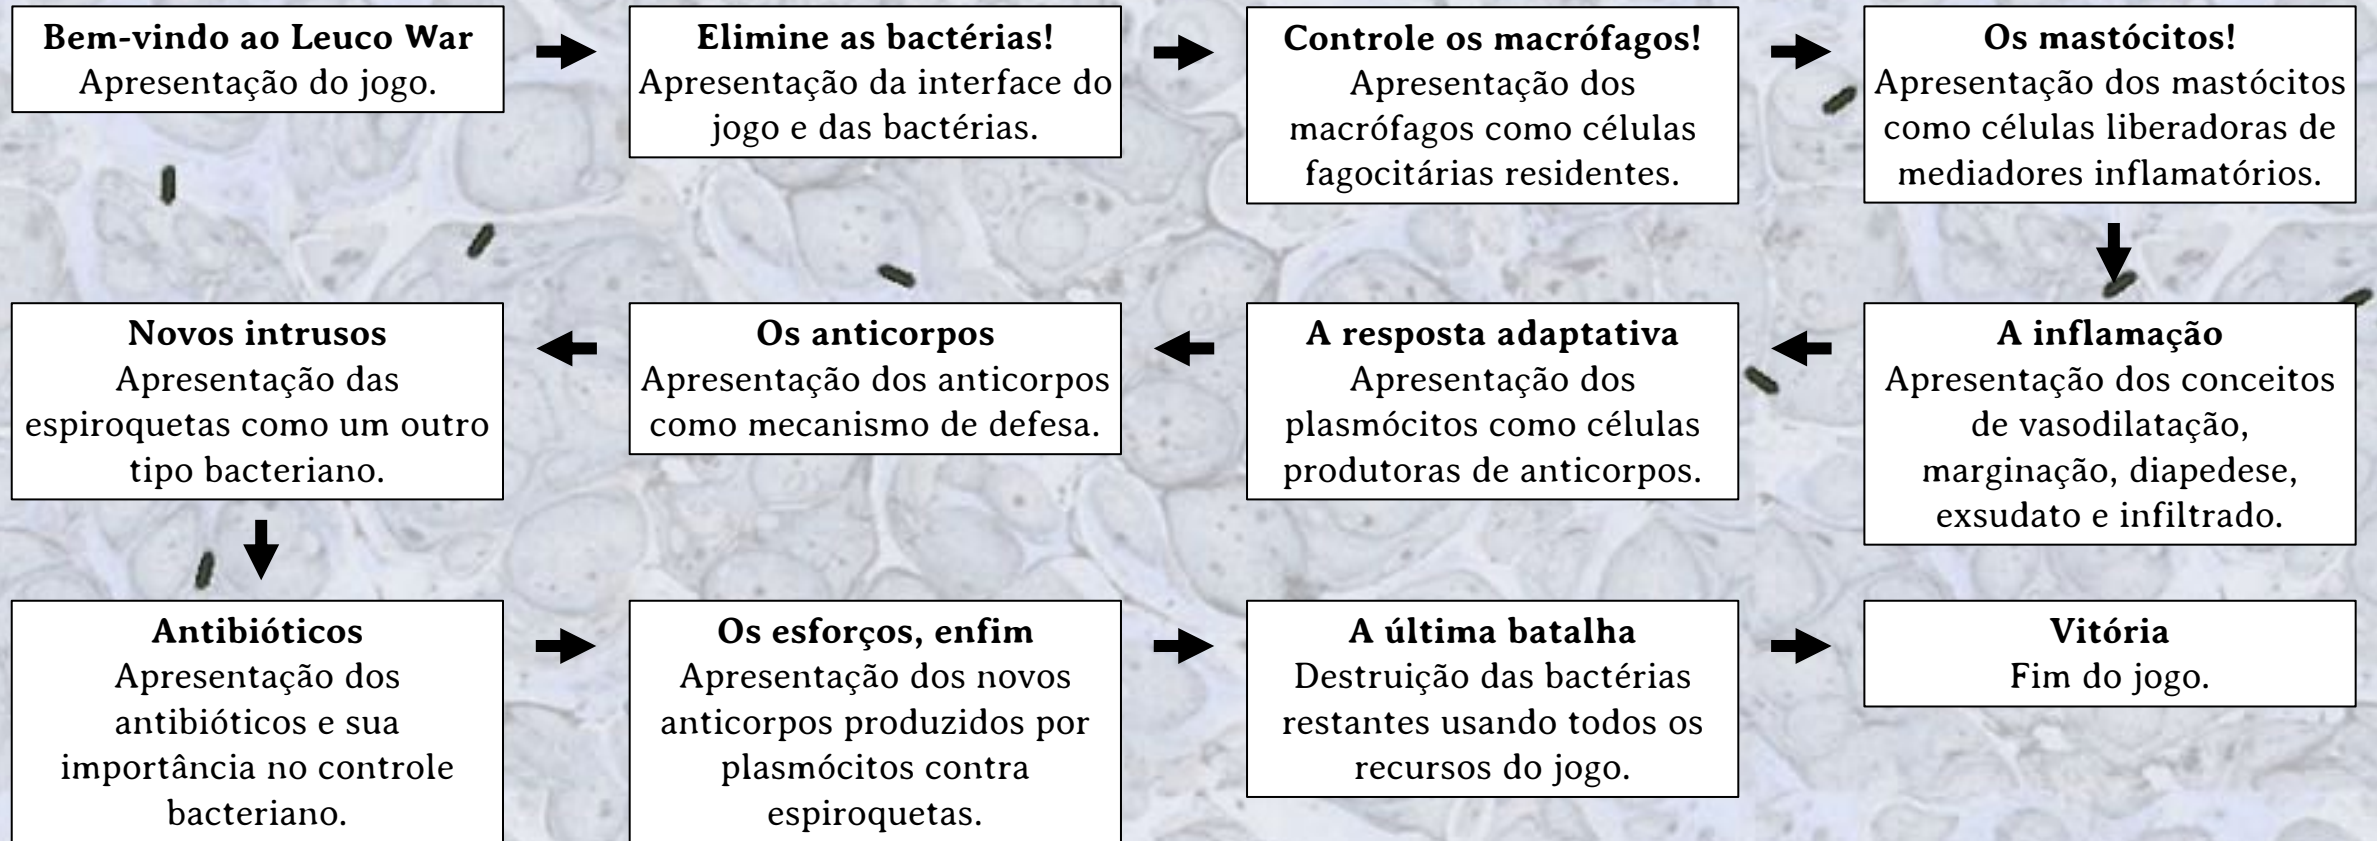 Bem-vindo ao Leuco War
Apresentação do jogo.
Elimine as bactérias!
Apresentação da interface do
jogo e das bactérias.
Controle os macrófagos!
Apresentação dos
macrófagos como células
fagocitárias residentes.
Os mastócitos!
Apresentação dos mastócitos
como células liberadoras de
mediadores inflamatórios.
A inflamação
Apresentação dos conceitos
de vasodilatação,
marginação, diapedese,
exsudato e infiltrado.
A resposta adaptativa
Apresentação dos
plasmócitos como células
produtoras de anticorpos.
Os anticorpos
Apresentação dos anticorpos
como mecanismo de defesa.
Novos intrusos
Apresentação das
espiroquetas como um outro
tipo bacteriano.
Antibióticos
Apresentação dos
antibióticos e sua
importância no controle
bacteriano.
Os esforços, enfim
Apresentação dos novos
anticorpos produzidos por
plasmócitos contra
espiroquetas.
A última batalha
Destruição das bactérias
restantes usando todos os
recursos do jogo.
Vitória
Fim do jogo.